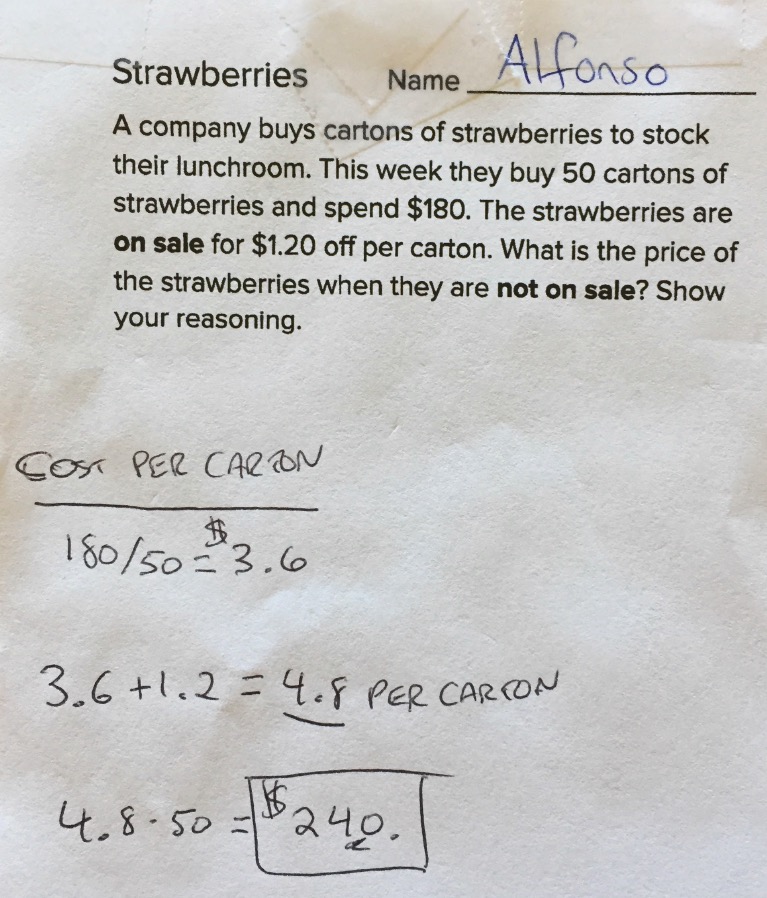 Strawberries Name Alfonso
A company buys cartons of strawberries to stock
their lunchroom. This week they buy 50 cartons of
strawberries and spend $180. The strawberries are
on sale for $1.20 off per carton. What is the price of
the strawberries when they are not on sale? Show
your reasoning.
COST PER CARTON
180/50 = $3.6
3.6 + 1.2 = 4.8 PER CARTON
4.8 · 50 = $240.